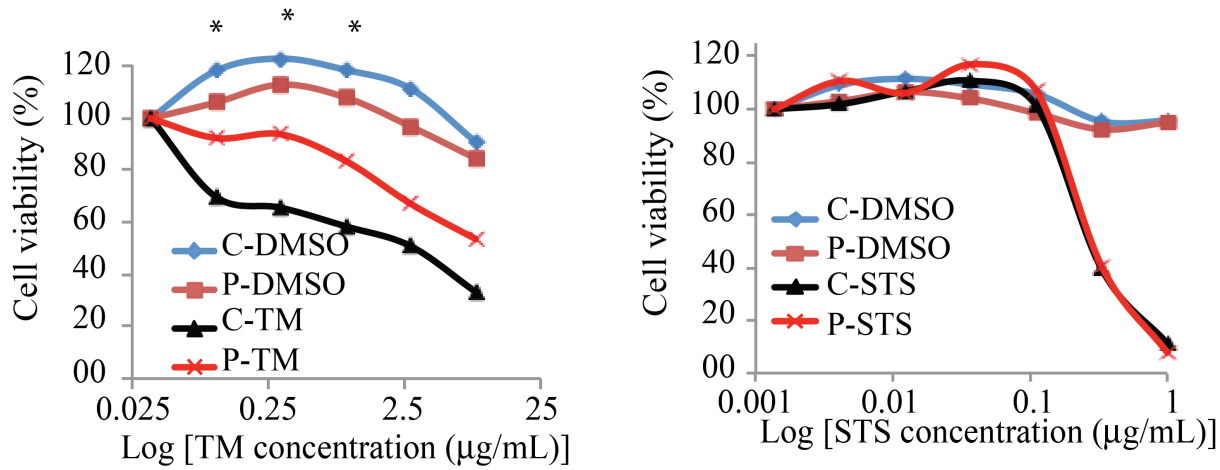 * * *
Cell viability (%)
120
100
80
60
40
20
00
C-DMSO
P-DMSO
C-TM
P-TM
0.025 0.25 2.5 25
Log [TM concentration (μg/mL)]
Cell viability (%)
120
100
80
60
40
20
00
C-DMSO
P-DMSO
C-STS
P-STS
0.001 0.01 0.1 1
Log [STS concentration (μg/mL)]